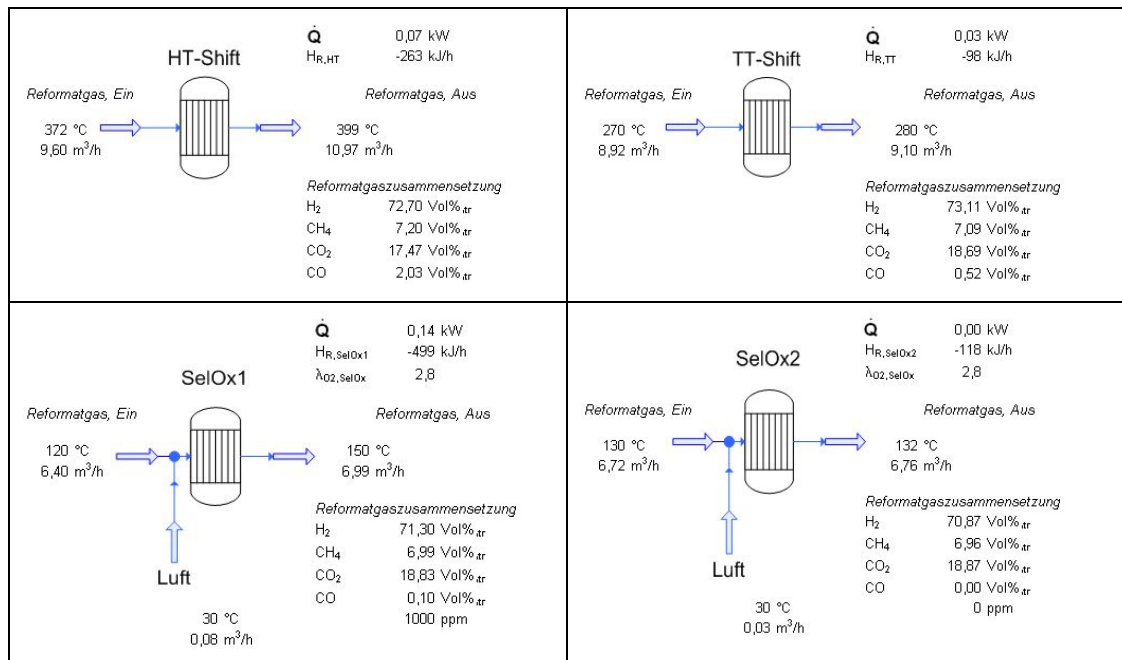 Q̇ 0,07 kW
HT-Shift
H_R,HT -263 kJ/h
Reformatgas, Ein
Reformatgas, Aus
372 °C
9,60 m³/h
399 °C
10,97 m³/h
Reformatgaszusammensetzung
H₂ 72,70 Vol%,tr
CH₄ 7,20 Vol%,tr
CO₂ 17,47 Vol%,tr
CO 2,03 Vol%,tr
Q̇ 0,03 kW
TT-Shift
H_R,TT -98 kJ/h
Reformatgas, Ein
Reformatgas, Aus
270 °C
8,92 m³/h
280 °C
9,10 m³/h
Reformatgaszusammensetzung
H₂ 73,11 Vol%,tr
CH₄ 7,09 Vol%,tr
CO₂ 18,69 Vol%,tr
CO 0,52 Vol%,tr
Q̇ 0,14 kW
H_R,SelOx1 -499 kJ/h
λ_O2,SelOx 2,8
SelOx1
Reformatgas, Ein
Reformatgas, Aus
120 °C
6,40 m³/h
150 °C
6,99 m³/h
Reformatgaszusammensetzung
H₂ 71,30 Vol%,tr
CH₄ 6,99 Vol%,tr
CO₂ 18,83 Vol%,tr
CO 0,10 Vol%,tr
1000 ppm
Luft
30 °C
0,08 m³/h
Q̇ 0,00 kW
H_R,SelOx2 -118 kJ/h
λ_O2,SelOx 2,8
SelOx2
Reformatgas, Ein
Reformatgas, Aus
130 °C
6,72 m³/h
132 °C
6,76 m³/h
Reformatgaszusammensetzung
H₂ 70,87 Vol%,tr
CH₄ 6,96 Vol%,tr
CO₂ 18,87 Vol%,tr
CO 0,00 Vol%,tr
0 ppm
Luft
30 °C
0,03 m³/h